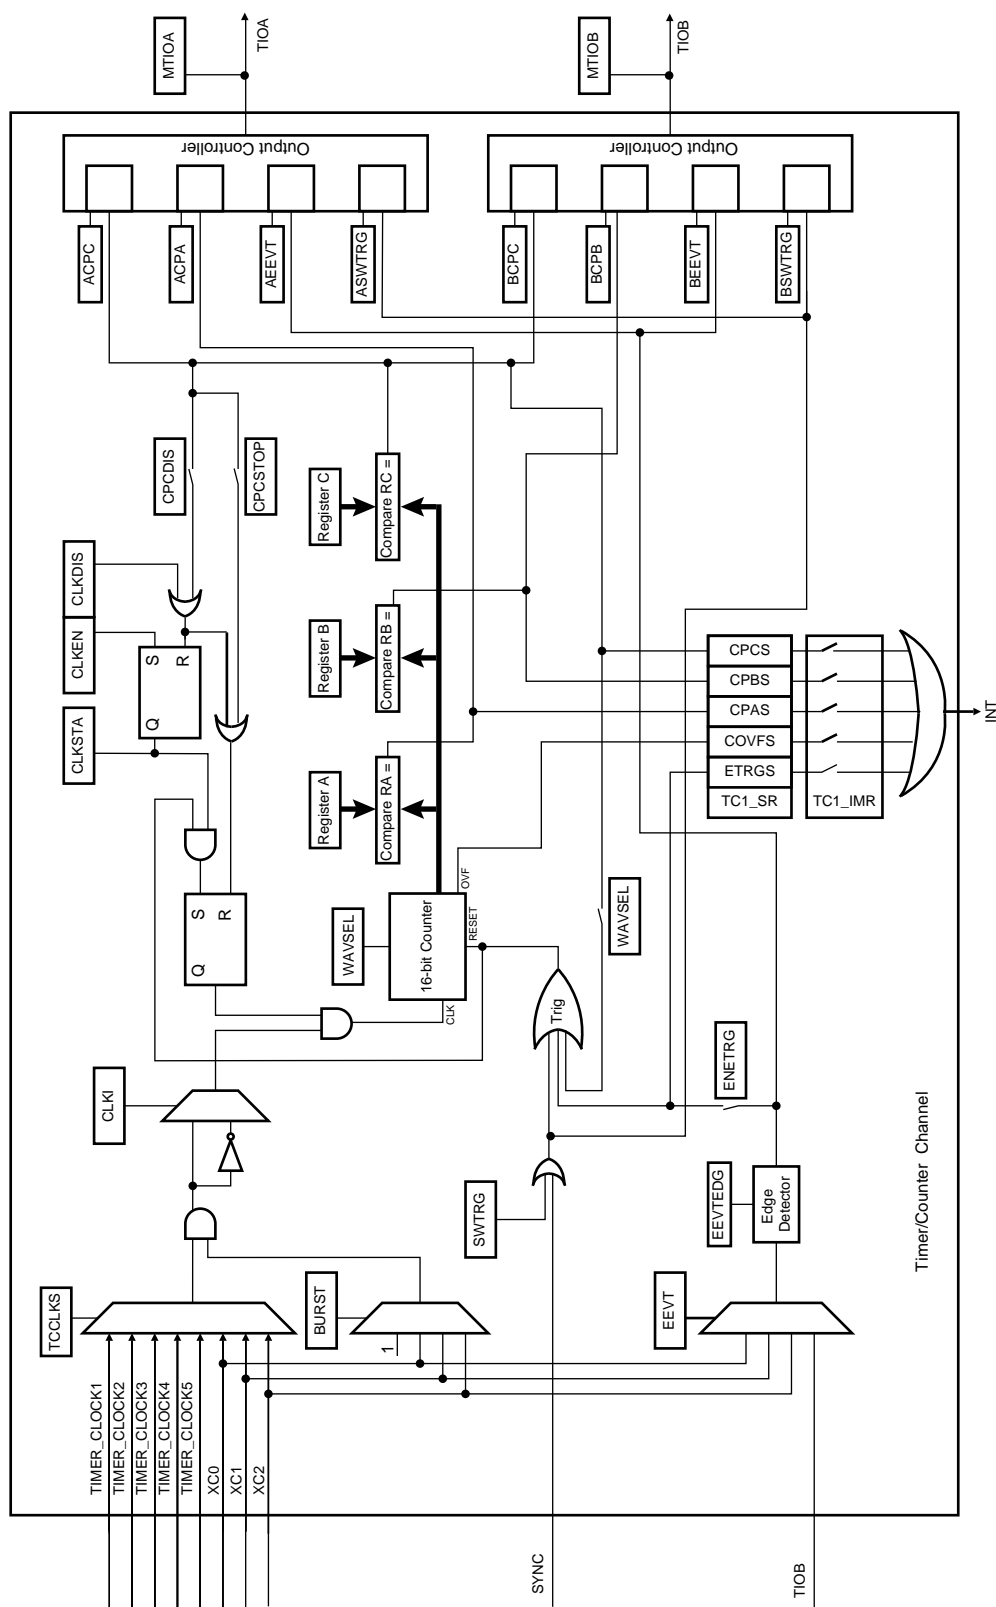 TIMER_CLOCK1
TIMER_CLOCK2
TIMER_CLOCK3
TIMER_CLOCK4
TIMER_CLOCK5
XC0
XC1
XC2
TCCLKS
CLKI
CLKSTA
CLKEN
CLKDIS
Q
S
R
Q
S
R
CPCDIS
CPCSTOP
BURST
1
WAVSEL
16-bit Counter
CLK
RESET
OVF
Register A
Register B
Register C
Compare RA =
Compare RB =
Compare RC =
ACPC
ACPA
AEEVT
ASWTRG
Output Controller
MTIOA
TIOA
BCPC
BCPB
BEEVT
BSWTRG
Output Controller
MTIOB
TIOB
SYNC
SWTRG
Trig
WAVSEL
TIOB
EEVT
EEVTEDG
Edge
Detector
ENETRG
CPCS
CPBS
CPAS
COVFS
ETRGS
TC1_SR
TC1_IMR
INT
Timer/Counter Channel